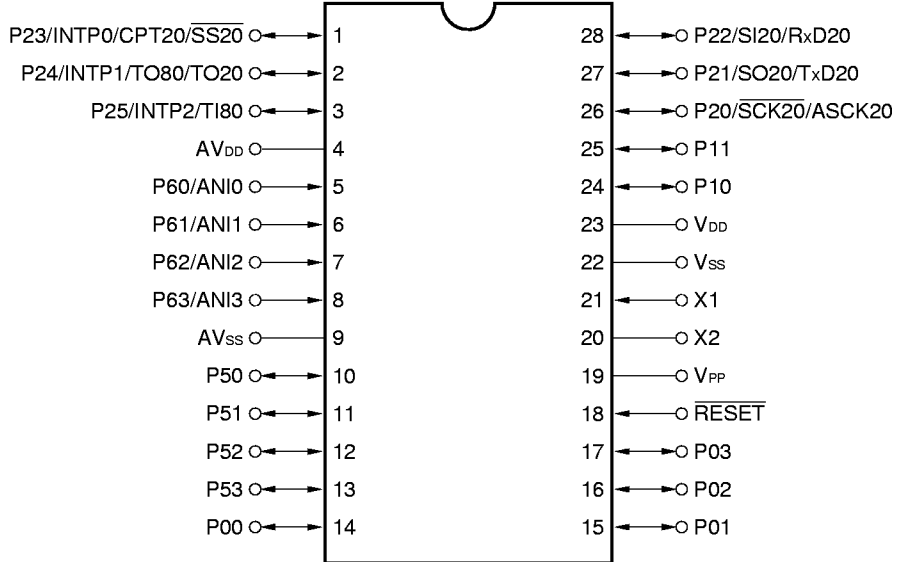 P23/INTP0/CPT20/SS20 1 28 P22/SI20/RxD20
P24/INTP1/TO80/TO20 2 27 P21/SO20/TxD20
P25/INTP2/TI80 3 26 P20/SCK20/ASCK20
AVDD 4 25 P11
P60/ANI0 5 24 P10
P61/ANI1 6 23 VDD
P62/ANI2 7 22 VSS
P63/ANI3 8 21 X1
AVSS 9 20 X2
P50 10 19 VPP
P51 11 18 RESET
P52 12 17 P03
P53 13 16 P02
P00 14 15 P01